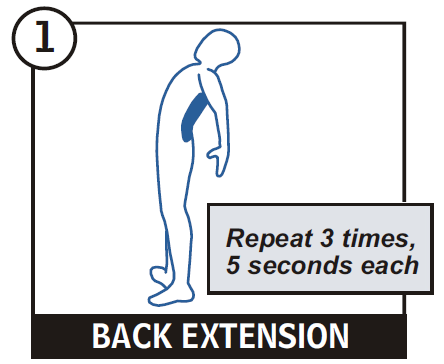 1
Repeat 3 times,
5 seconds each
BACK EXTENSION